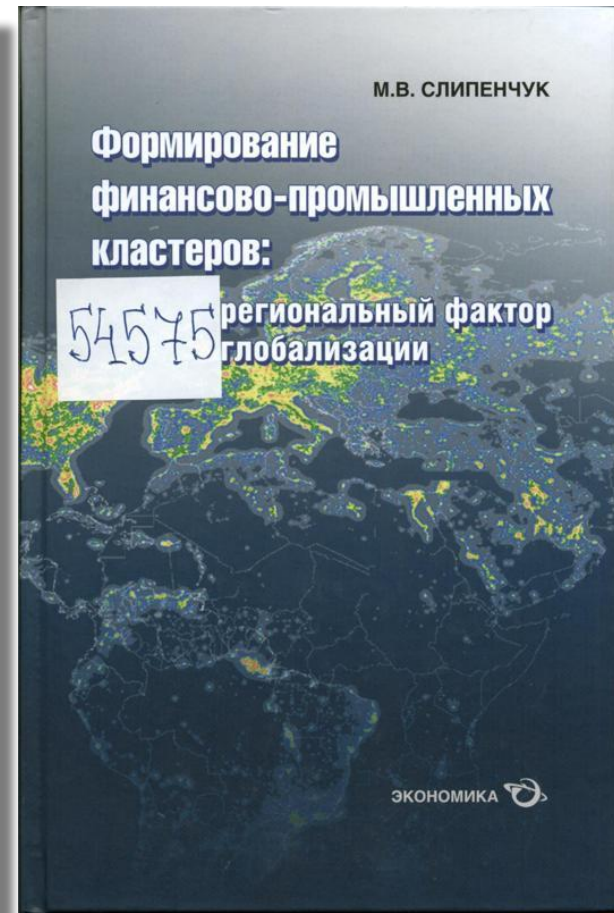 М.В. СЛИПЕНЧУК
Формирование
финансово-промышленных
кластеров:
54575
региональный фактор
глобализации
ЭКОНОМИКА